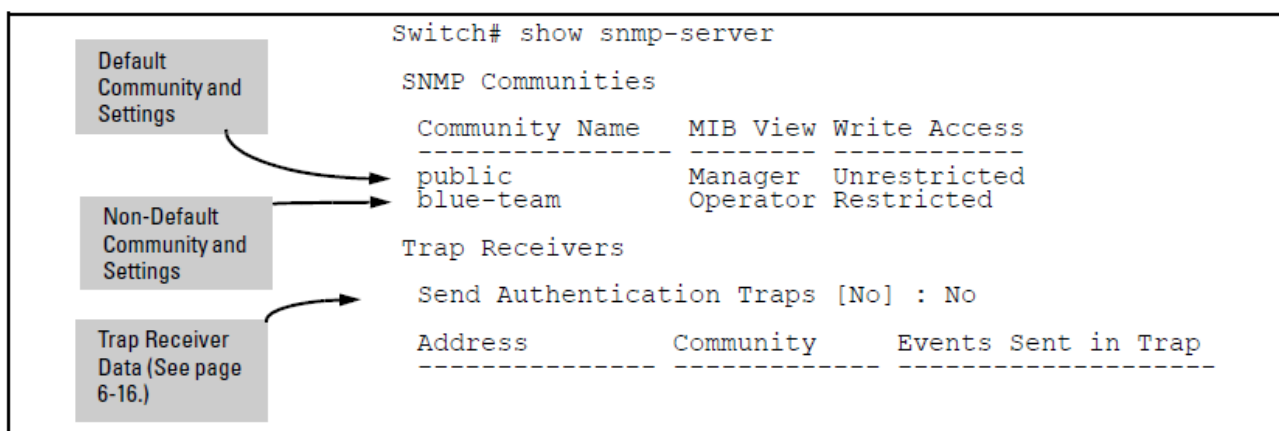 Switch# show snmp-server
Default
Community and
Settings
SNMP Communities
Community Name MIB View Write Access
---------------- -------- ------------
public Manager Unrestricted
blue-team Operator Restricted
Non-Default
Community and
Settings
Trap Receivers
Send Authentication Traps [No] : No
Trap Receiver
Data (See page
6-16.)
Address Community Events Sent in Trap
--------------- ------------- --------------------